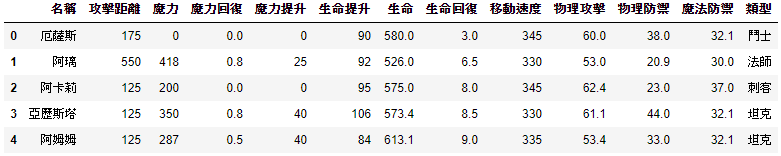 名稱 攻擊距離 魔力 魔力回復 魔力提升 生命提升 生命 生命回復 移動速度 物理攻擊 物理防禦 魔法防禦 類型
0 厄薩斯 175 0 0.0 0 90 580.0 3.0 345 60.0 38.0 32.1 鬥士
1 阿璃 550 418 0.8 25 92 526.0 6.5 330 53.0 20.9 30.0 法師
2 阿卡莉 125 200 0.0 0 95 575.0 8.0 345 62.4 23.0 37.0 刺客
3 亞歷斯塔 125 350 0.8 40 106 573.4 8.5 330 61.1 44.0 32.1 坦克
4 阿姆姆 125 287 0.5 40 84 613.1 9.0 335 53.4 33.0 32.1 坦克